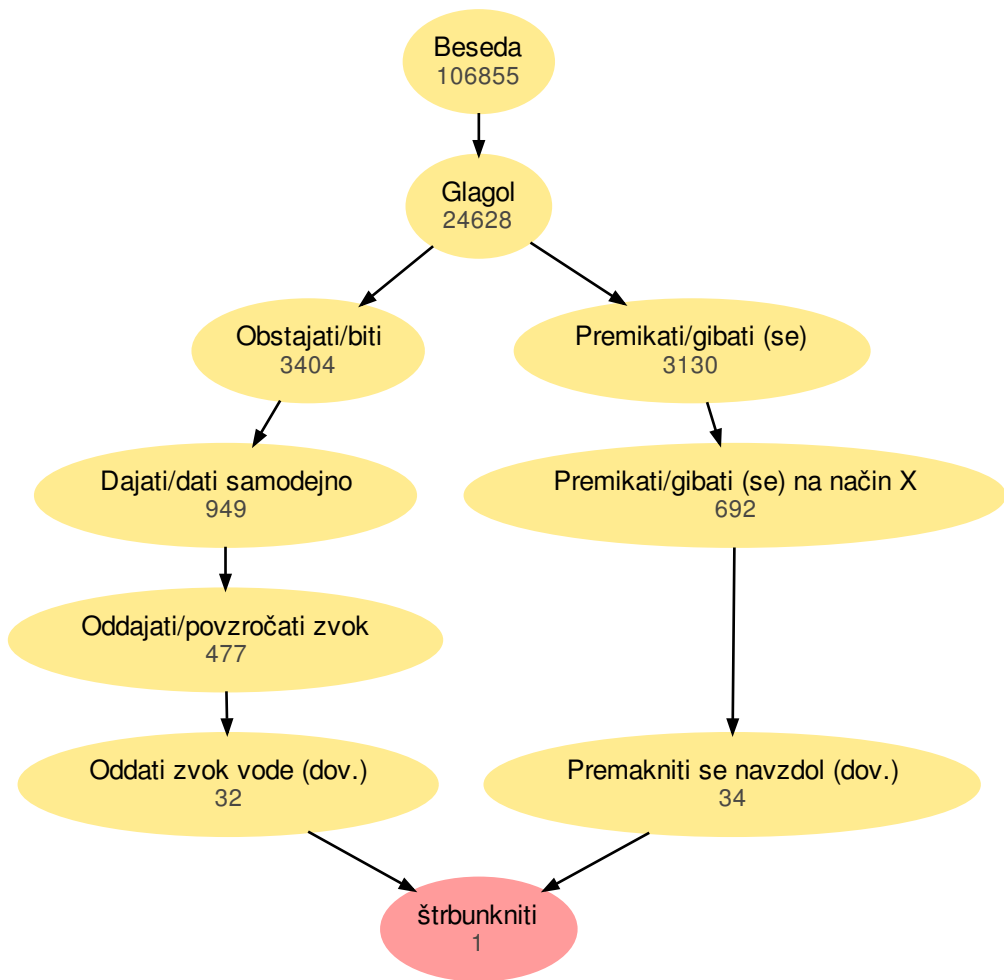 Beseda
106855
Glagol
24628
Obstajati/biti
3404
Premikati/gibati (se)
3130
Dajati/dati samodejno
949
Premikati/gibati (se) na način X
692
Oddajati/povzročati zvok
477
Oddati zvok vode (dov.)
32
Premakniti se navzdol (dov.)
34
štrbunkniti
1